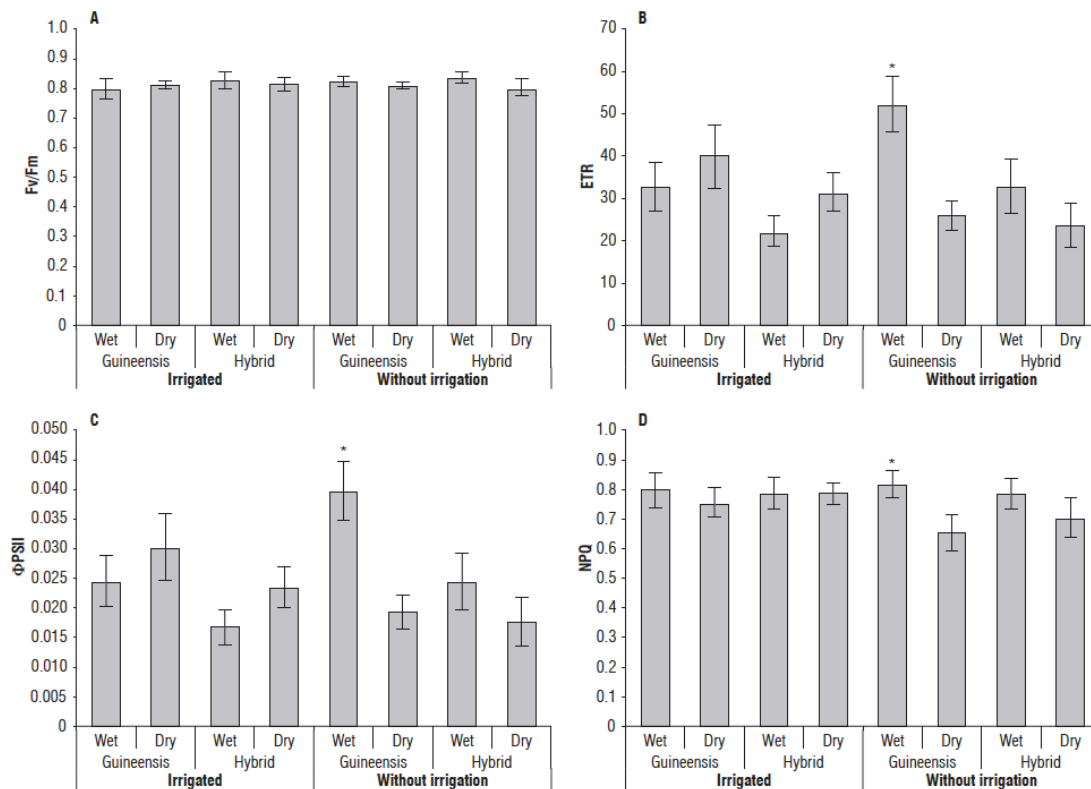 A
1.0
0.9
0.8
0.7
0.6
0.5
0.4
0.3
0.2
0.1
0
Fv/Fm
Wet Dry Wet Dry Wet Dry Wet Dry
Guineensis Hybrid Guineensis Hybrid
Irrigated Without irrigation
B
70
60
50
40
30
20
10
0
ETR
*
Wet Dry Wet Dry Wet Dry Wet Dry
Guineensis Hybrid Guineensis Hybrid
Irrigated Without irrigation
C
0.050
0.045
0.040
0.035
0.030
0.025
0.020
0.015
0.010
0.005
0
ΦPSII
*
Wet Dry Wet Dry Wet Dry Wet Dry
Guineensis Hybrid Guineensis Hybrid
Irrigated Without irrigation
D
1.0
0.9
0.8
0.7
0.6
0.5
0.4
0.3
0.2
0.1
0
NPQ
*
Wet Dry Wet Dry Wet Dry Wet Dry
Guineensis Hybrid Guineensis Hybrid
Irrigated Without irrigation